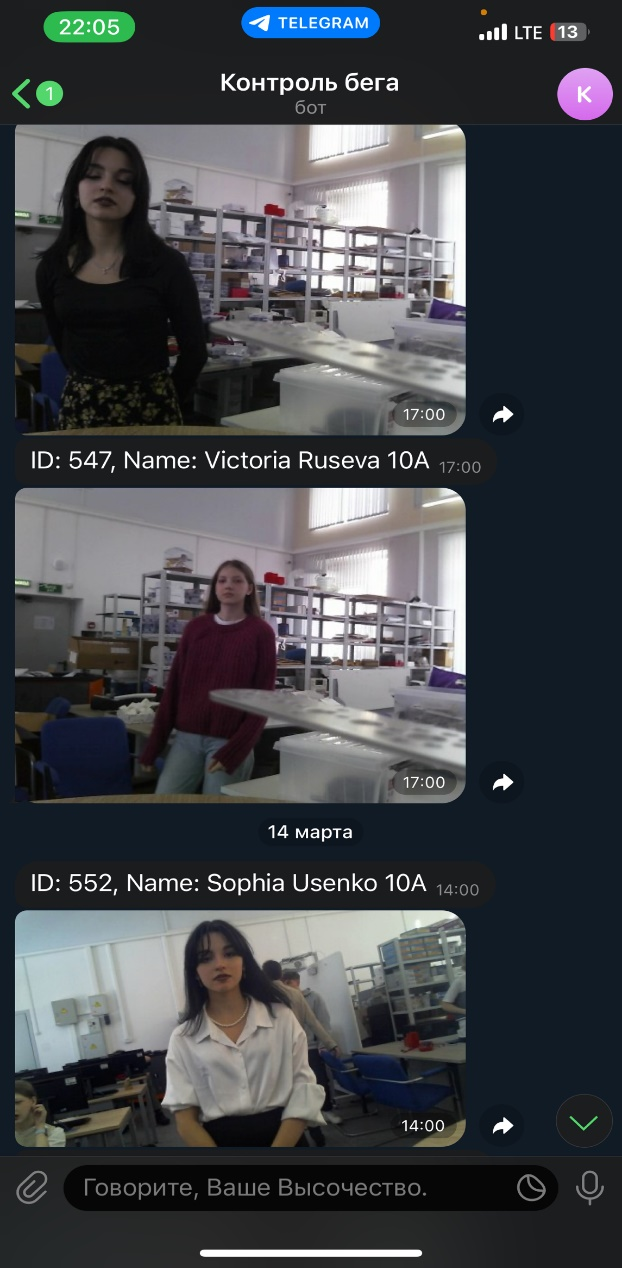 22:05
TELEGRAM
LTE
13
1
Контроль бега
бот
К
17:00
ID: 547, Name: Victoria Ruseva 10A 17:00
17:00
14 марта
ID: 552, Name: Sophia Usenko 10A 14:00
14:00
Говорите, Ваше Высочество.